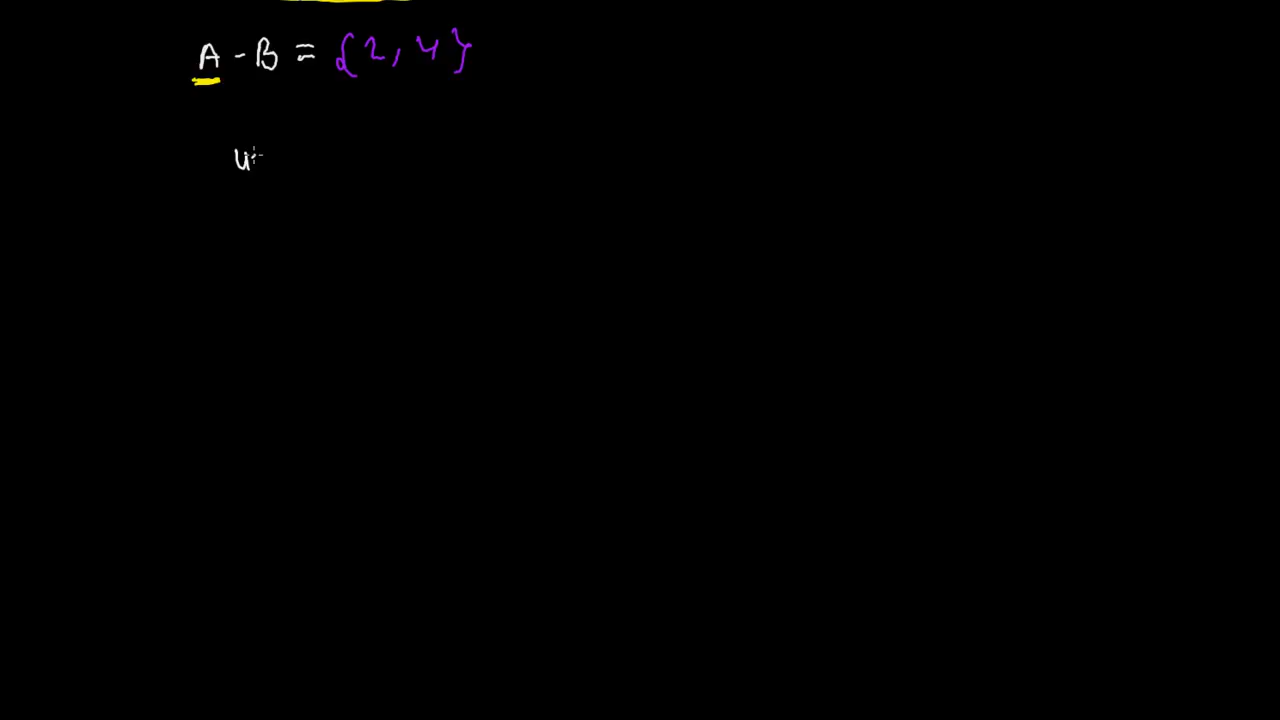 A - B = {2, 4}
U